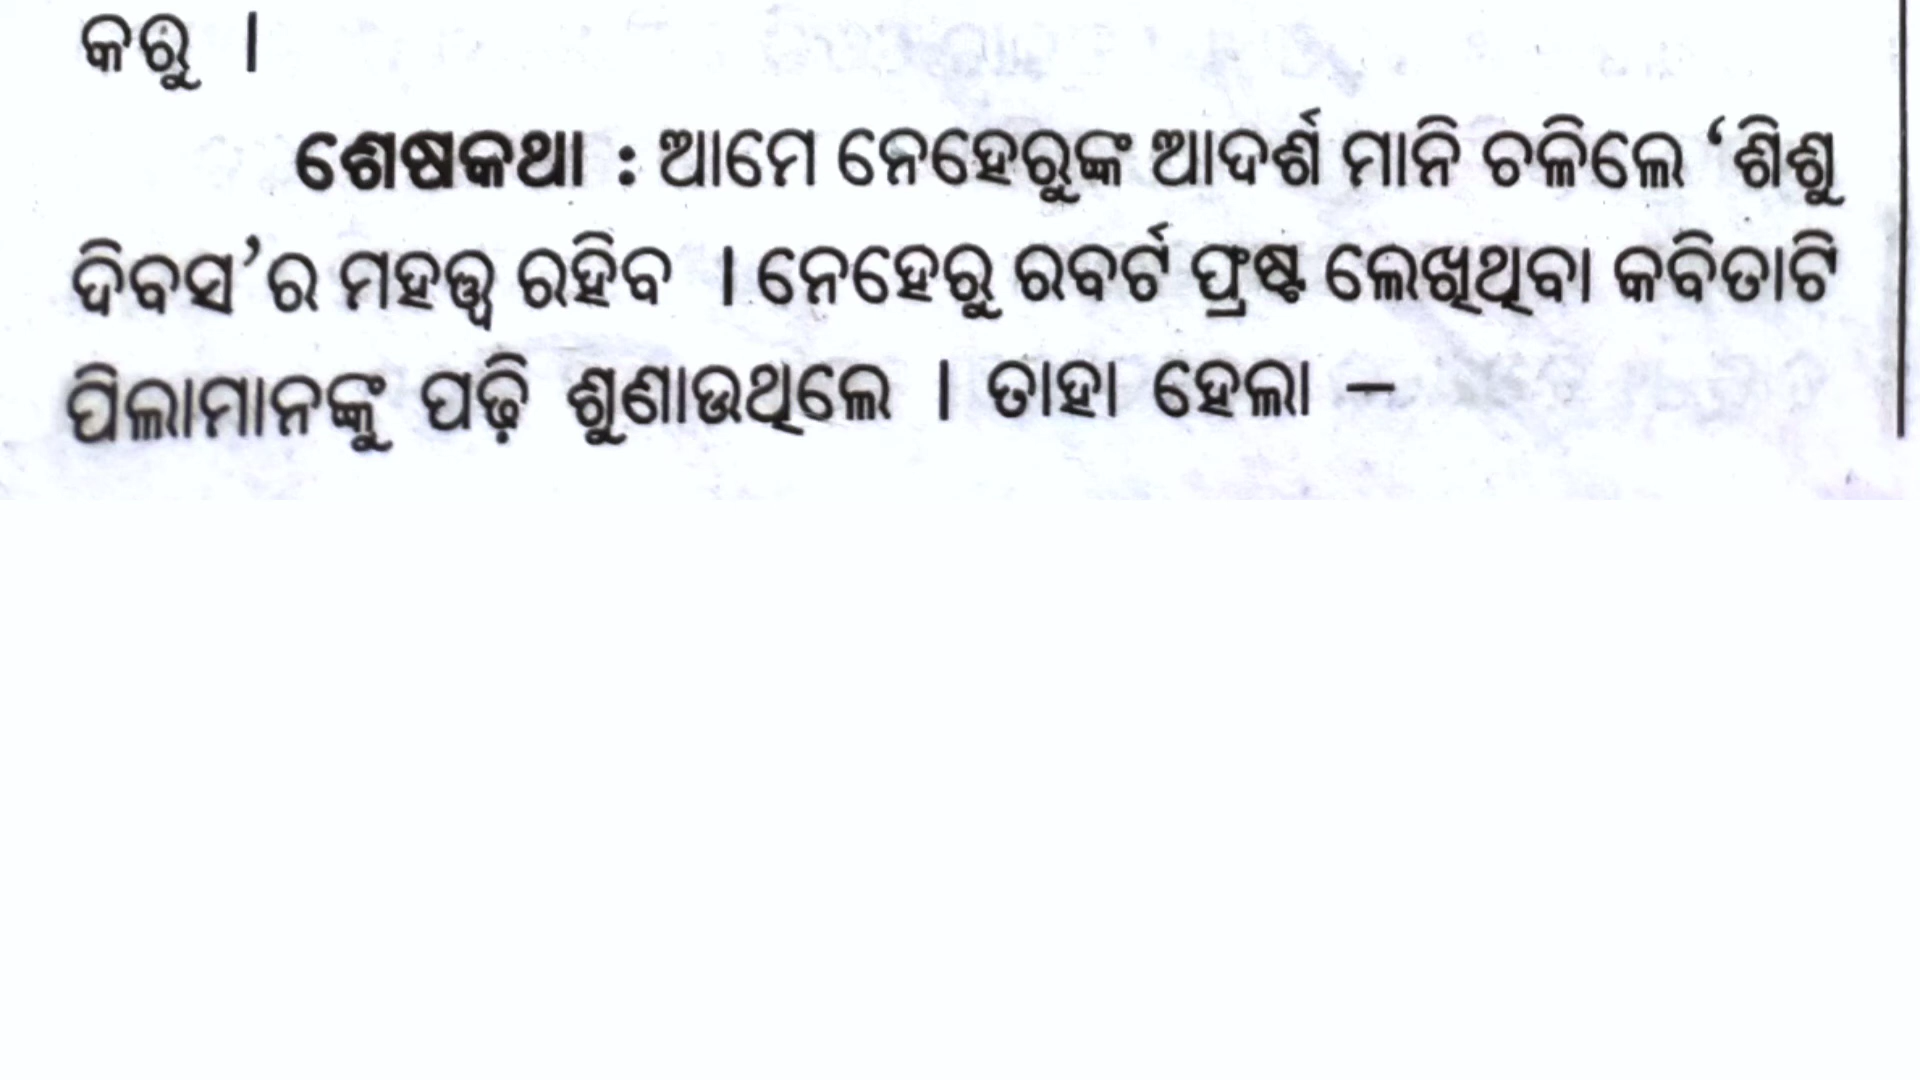 କରୁ ।
ଶେଷକଥା : ଆମେ ନେହେରୁଙ୍କ ଆଦର୍ଶ ମାନି ଚଳିଲେ ‘ଶିଶୁ
ଦିବସ’ର ମହତ୍ତ୍ୱ ରହିବ । ନେହେରୁ ରବର୍ଟ ଫ୍ରଷ୍ଟ ଲେଖିଥିବା କବିତାଟି
ପିଲାମାନଙ୍କୁ ପଢ଼ି ଶୁଣାଉଥିଲେ । ତାହା ହେଲା –